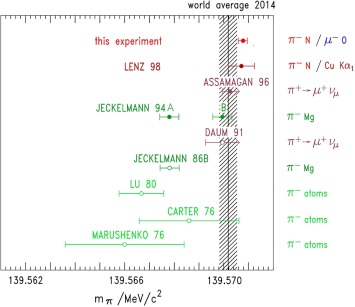 world average 2014
this experiment π⁻ N / μ⁻ O
LENZ 98 π⁻ N / Cu Kα₁
ASSAMAGAN 96 π⁺→ μ⁺ νμ
JECKELMANN 94 A B π⁻ Mg
DAUM 91 π⁺→ μ⁺ νμ
JECKELMANN 86B π⁻ Mg
LU 80 π⁻ atoms
CARTER 76 π⁻ atoms
MARUSHENKO 76 π⁻ atoms
139.562 139.566 139.570
mπ /MeV/c²